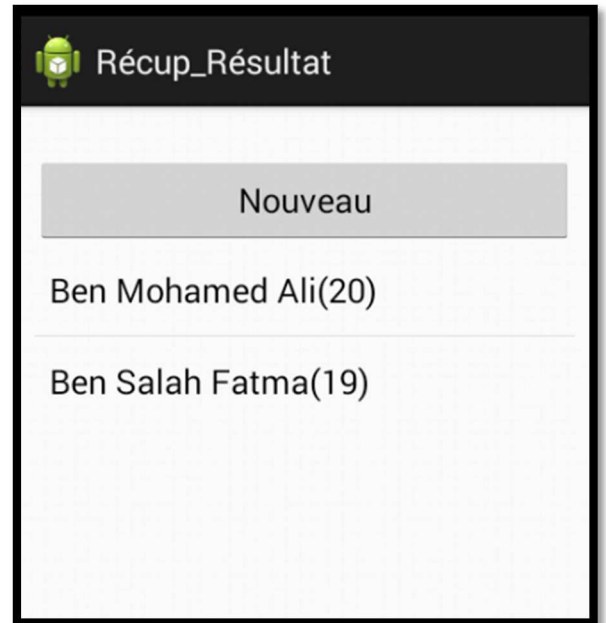 Récup_Résultat
Nouveau
Ben Mohamed Ali(20)
Ben Salah Fatma(19)